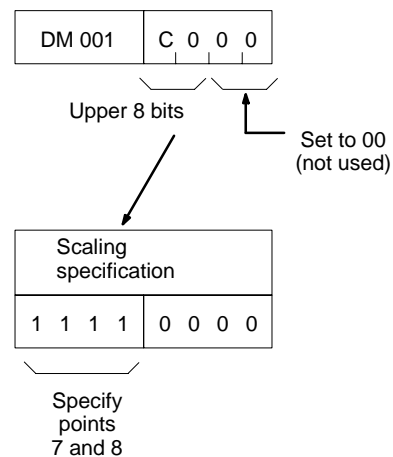 DM 001 C 0 0 0
Upper 8 bits
Set to 00
(not used)
Scaling
specification
1 1 1 1 0 0 0 0
Specify
points
7 and 8